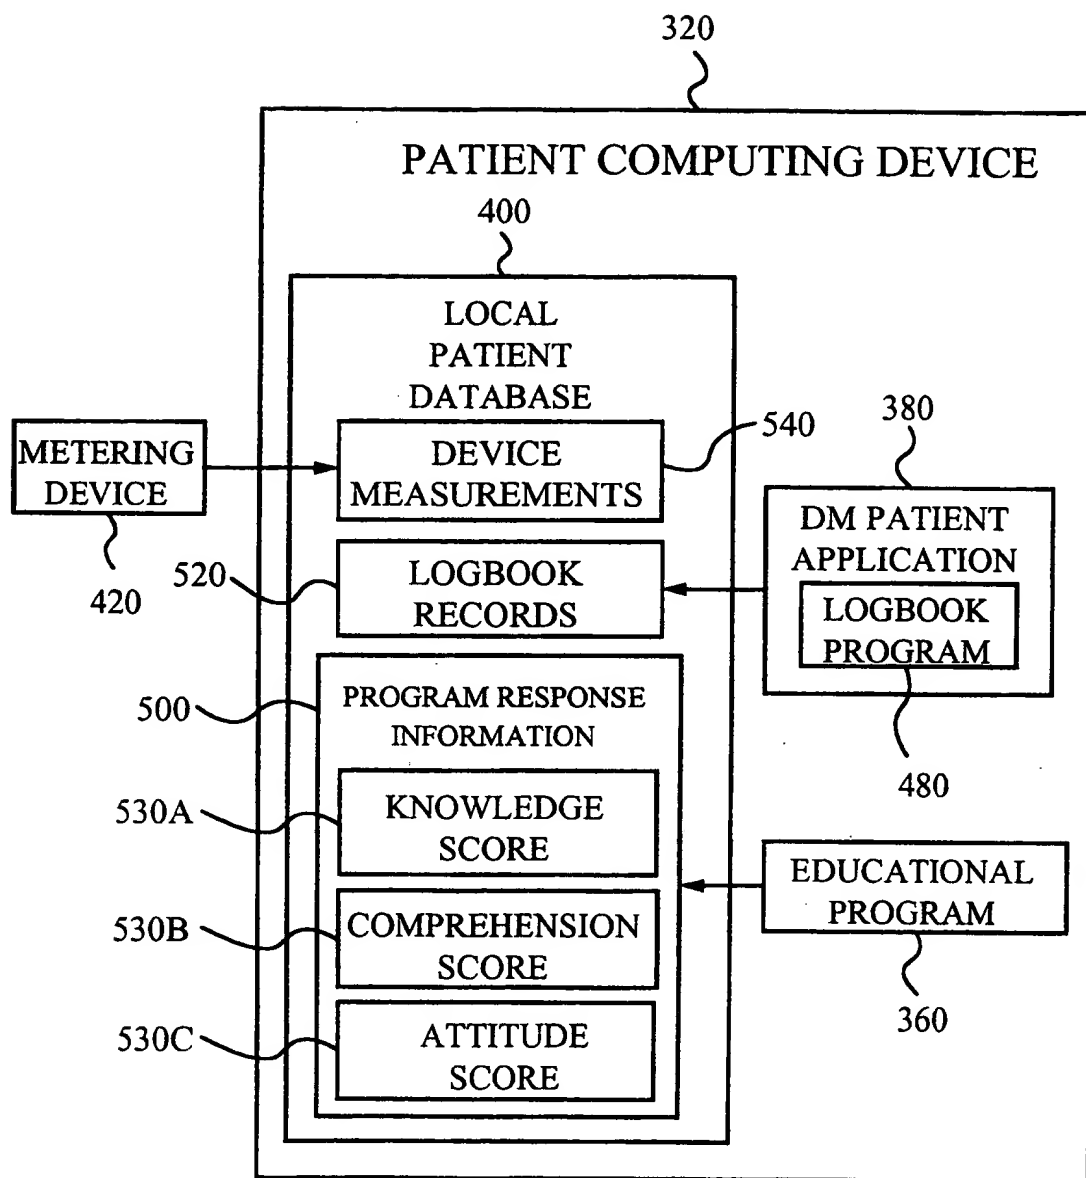 320
PATIENT COMPUTING DEVICE
400
LOCAL
PATIENT
DATABASE
METERING
DEVICE
420
DEVICE
MEASUREMENTS
540
380
DM PATIENT
APPLICATION
LOGBOOK
PROGRAM
480
520
LOGBOOK
RECORDS
500
PROGRAM RESPONSE
INFORMATION
530A
KNOWLEDGE
SCORE
530B
COMPREHENSION
SCORE
530C
ATTITUDE
SCORE
EDUCATIONAL
PROGRAM
360